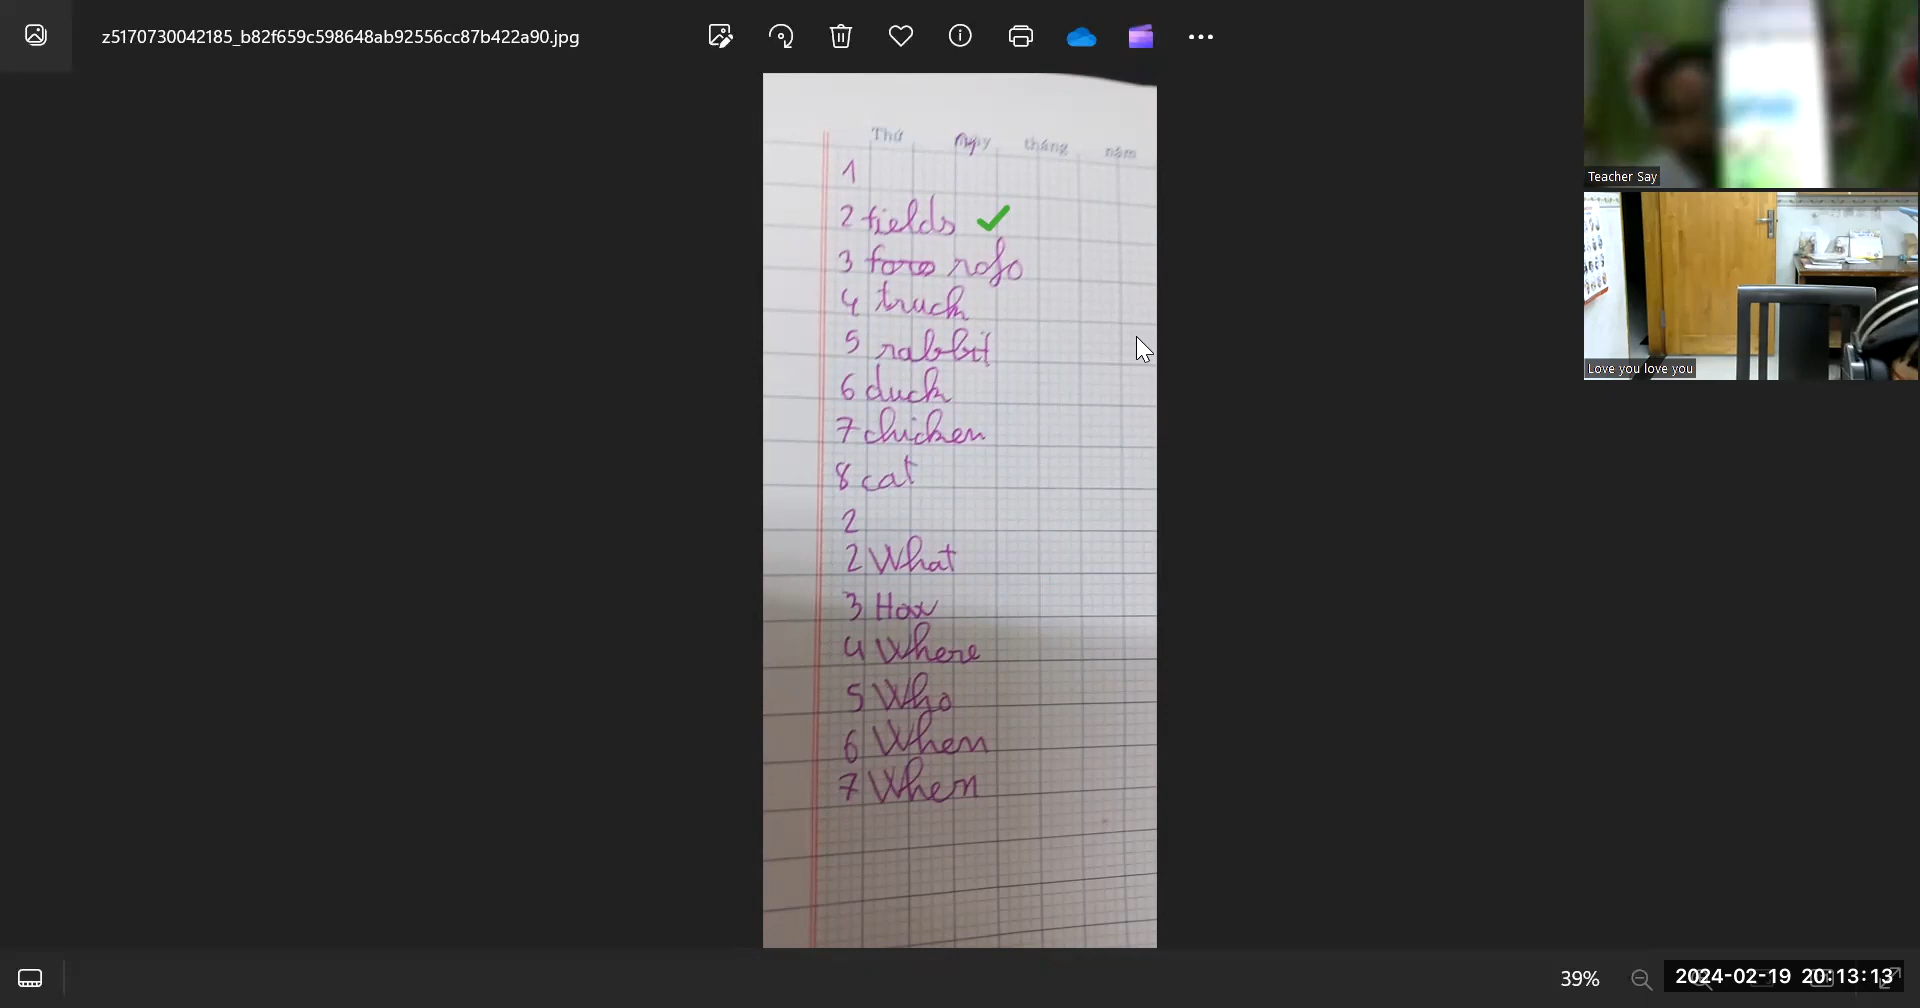 z5170730042185_b82f659c598648ab92556cc87b422a90.jpg
Teacher Say
Love you love you
Thứ ngày tháng năm
1
2 fields
3 rofo
4 truck
5 rabbit
6 duck
7 chicken
8 cat
2
2 What
3 How
4 Where
5 Who
6 When
7 When
39%
2024-02-19 20:13:13